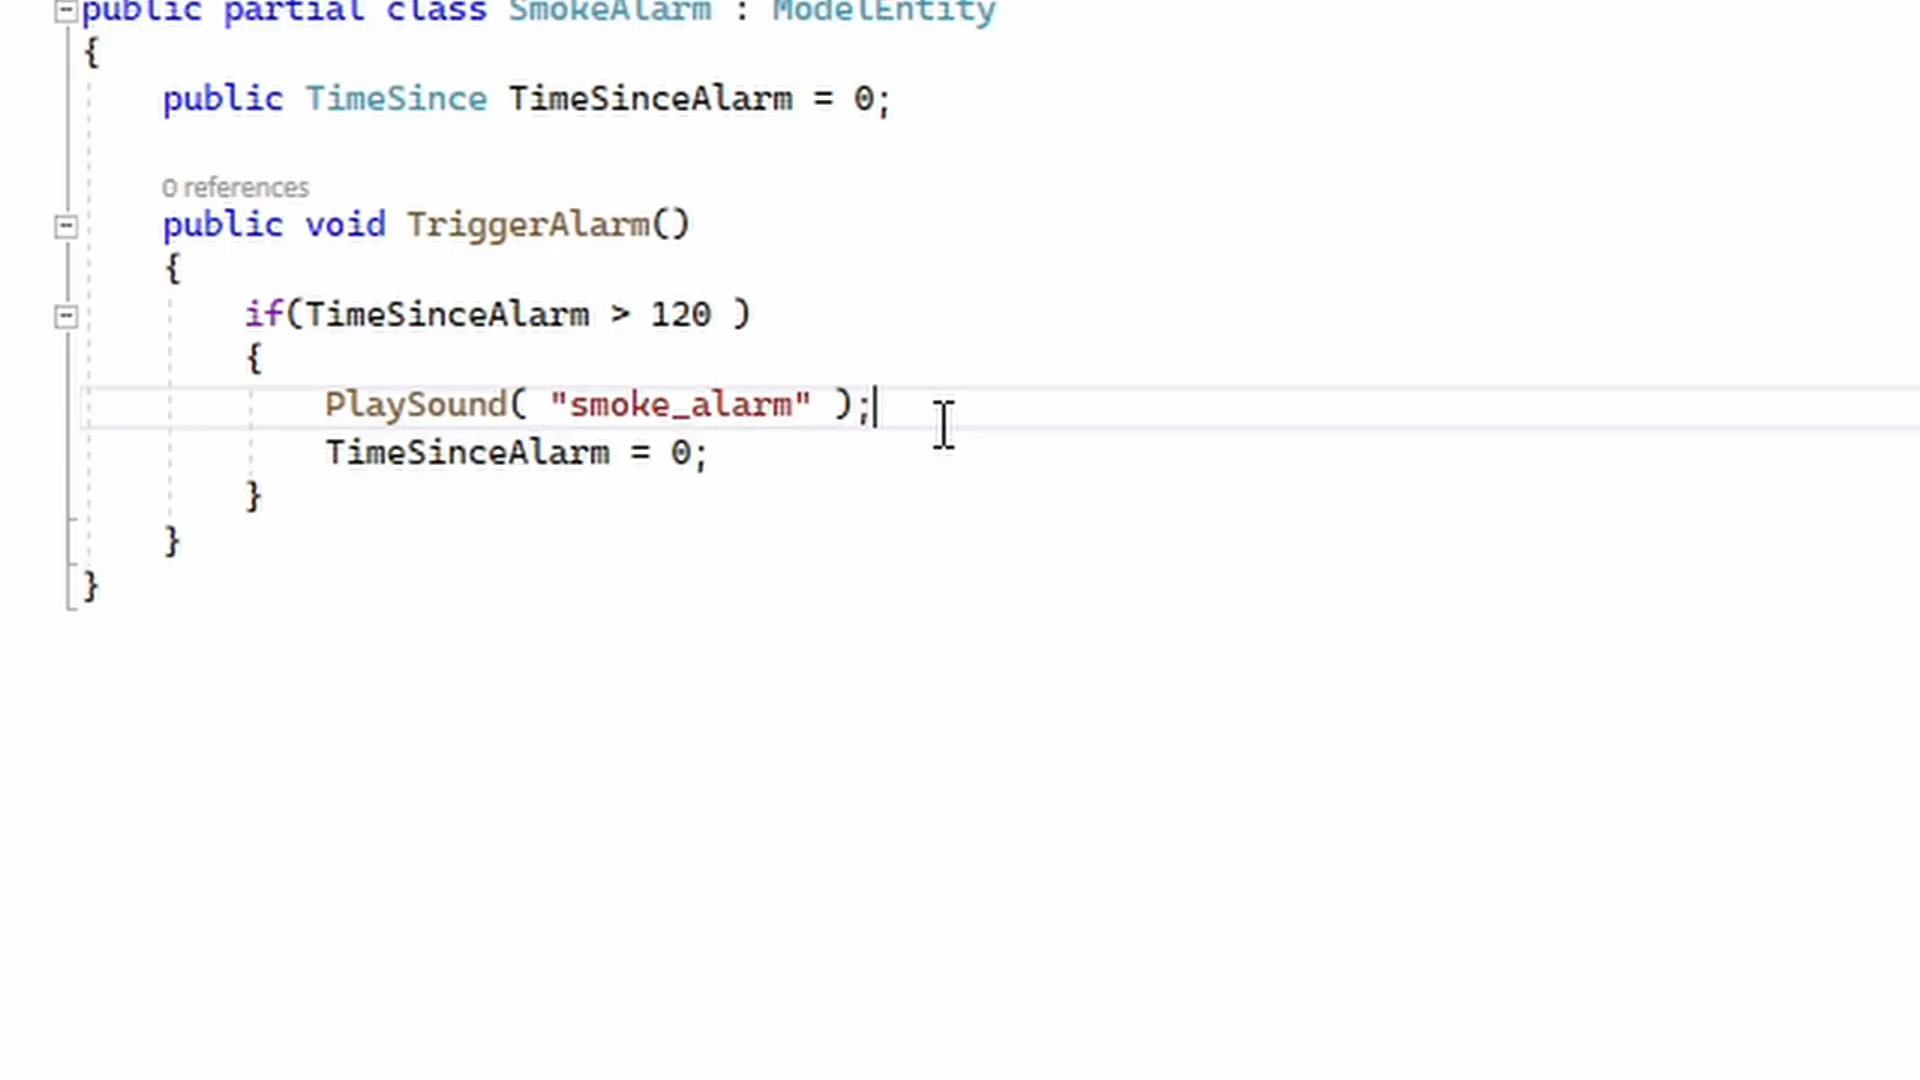 public partial class SmokeAlarm : ModelEntity
{
public TimeSince TimeSinceAlarm = 0;
0 references
public void TriggerAlarm()
{
if(TimeSinceAlarm > 120 )
{
PlaySound( "smoke_alarm" );
TimeSinceAlarm = 0;
}
}
}